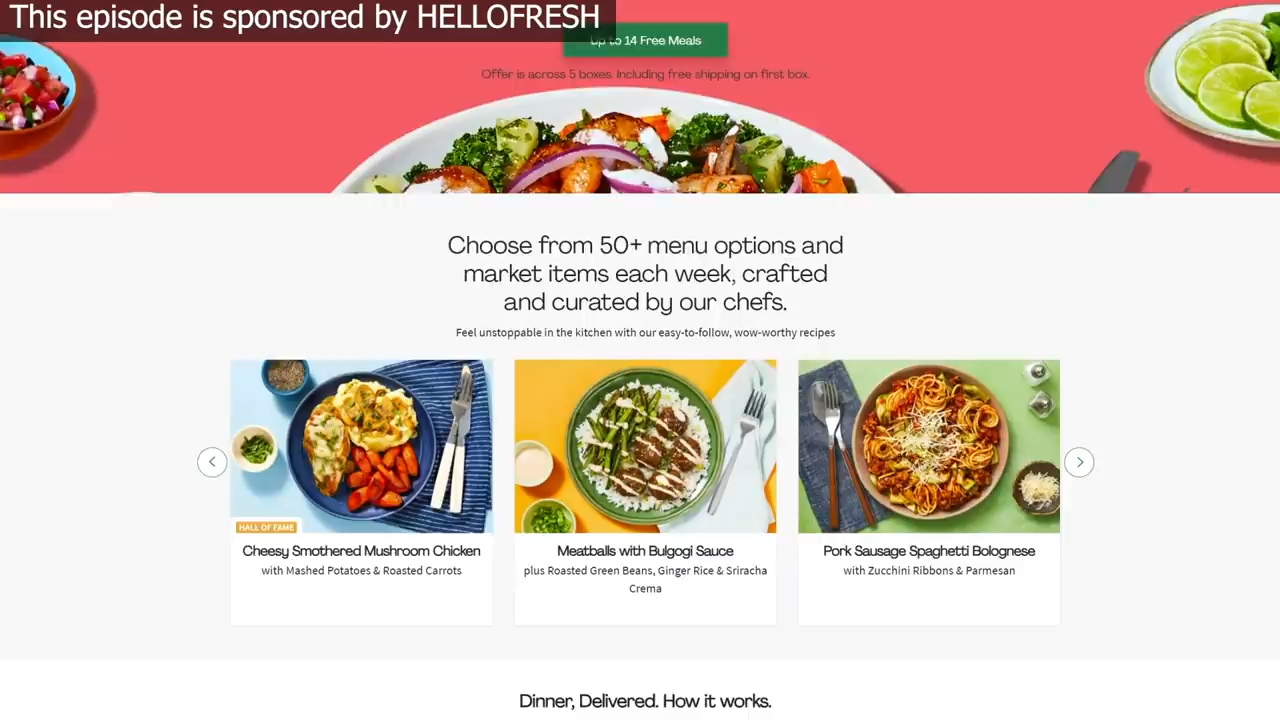 This episode is sponsored by HELLOFRESH
Up to 14 Free Meals
Offer is across 5 boxes. Including free shipping on first box.
Choose from 50+ menu options and
market items each week, crafted
and curated by our chefs.
Feel unstoppable in the kitchen with our easy-to-follow, wow-worthy recipes
HALL OF FAME
Cheesy Smothered Mushroom Chicken
with Mashed Potatoes & Roasted Carrots
Meatballs with Bulgogi Sauce
plus Roasted Green Beans, Ginger Rice & Sriracha
Crema
Pork Sausage Spaghetti Bolognese
with Zucchini Ribbons & Parmesan
Dinner, Delivered. How it works.